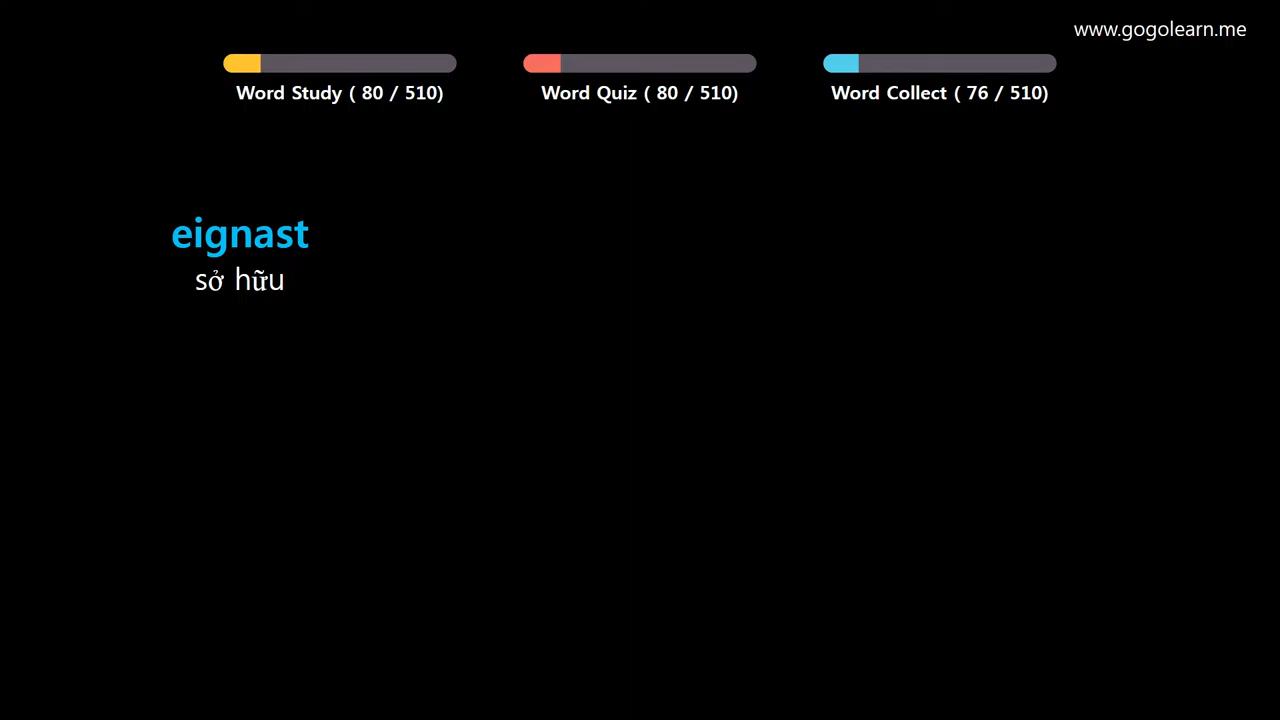 www.gogolearn.me
Word Study ( 80 / 510)
Word Quiz ( 80 / 510)
Word Collect ( 76 / 510)
eignast
sở hữu